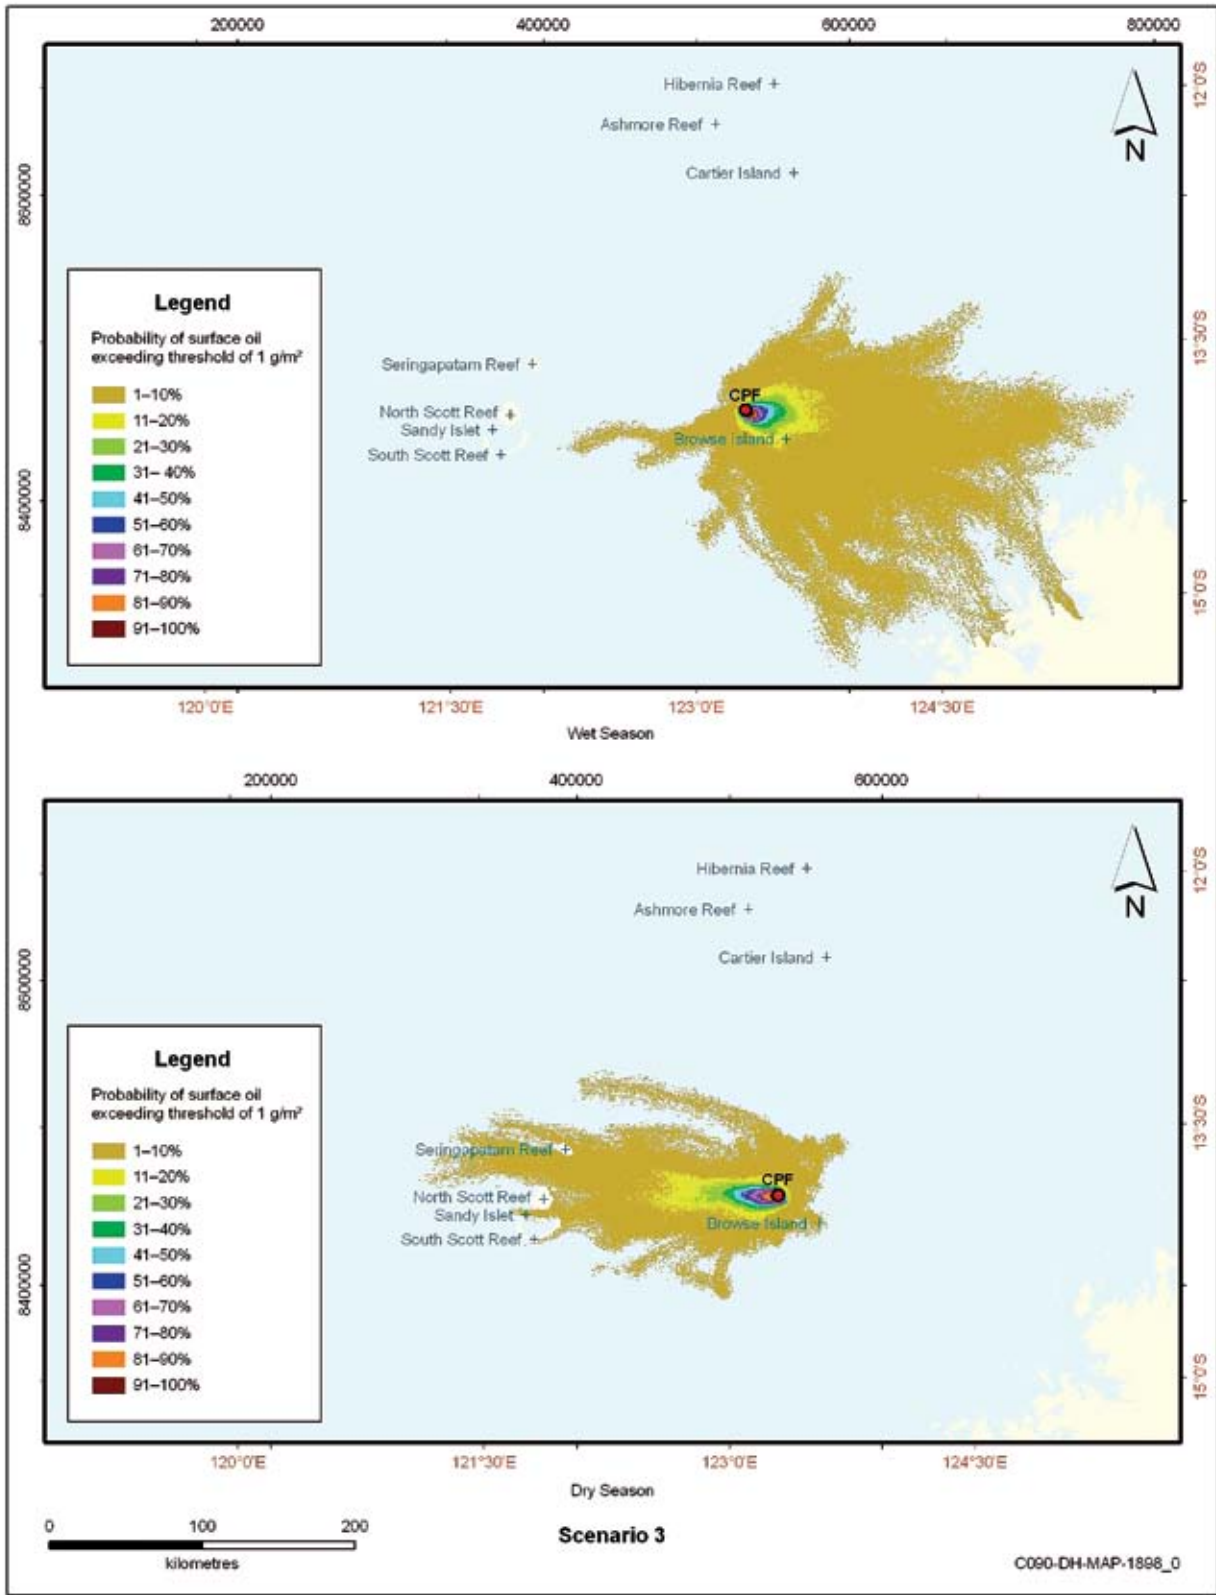 200000 400000 600000 800000
Hibernia Reef
12°0'S
Ashmore Reef
N
Cartier Island
8600000
Legend
Probability of surface oil
exceeding threshold of 1 g/m²
1–10%
11–20%
21–30%
31– 40%
41–50%
51–60%
61–70%
71–80%
81–90%
91–100%
13°30'S
Seringapatam Reef
CPF
North Scott Reef
Sandy Islet
Browse Island
South Scott Reef
8400000
15°0'S
120°0'E 121°30'E 123°0'E 124°30'E
Wet Season
200000 400000 600000
Hibernia Reef
12°0'S
Ashmore Reef
N
Cartier Island
8600000
Legend
Probability of surface oil
exceeding threshold of 1 g/m²
1–10%
11–20%
21–30%
31–40%
41–50%
51–60%
61–70%
71–80%
81–90%
91–100%
13°30'S
Seringapatam Reef
CPF
North Scott Reef
Sandy Islet
Browse Island
South Scott Reef
8400000
15°0'S
120°0'E 121°30'E 123°0'E 124°30'E
Dry Season
0 100 200
kilometres
Scenario 3
C090-DH-MAP-1898_0